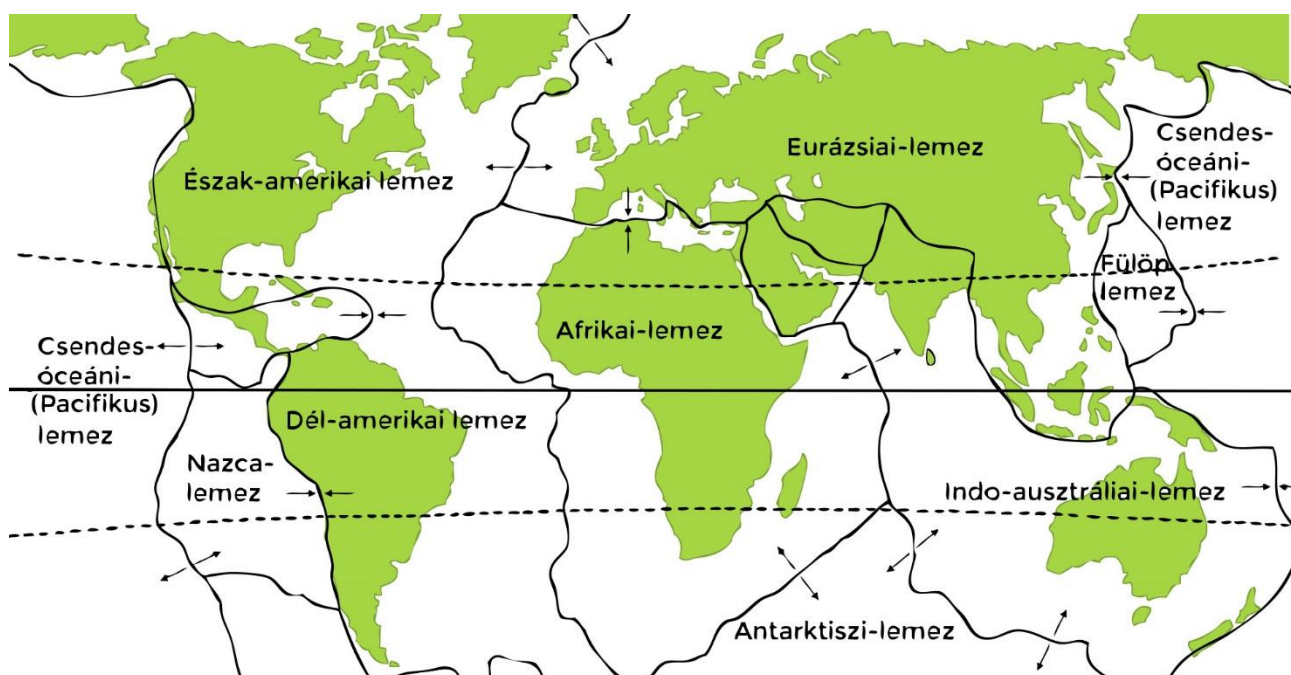 Észak-amerikai lemez
Eurázsiai-lemez
Csendes-
óceáni-
(Pacifikus)
lemez
Fülöp
lemez
Afrikai-lemez
Csendes-
óceáni-
(Pacifikus)
lemez
Dél-amerikai lemez
Nazca-
lemez
Indo-ausztráliai-lemez
Antarktiszi-lemez